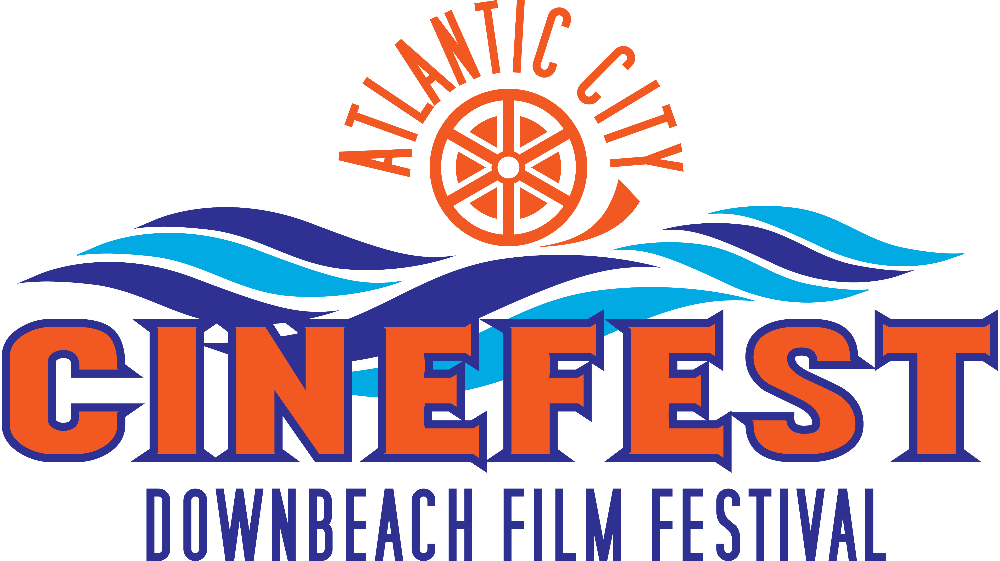 ATLANTIC CITY
CINEFEST
DOWNBEACH FILM FESTIVAL